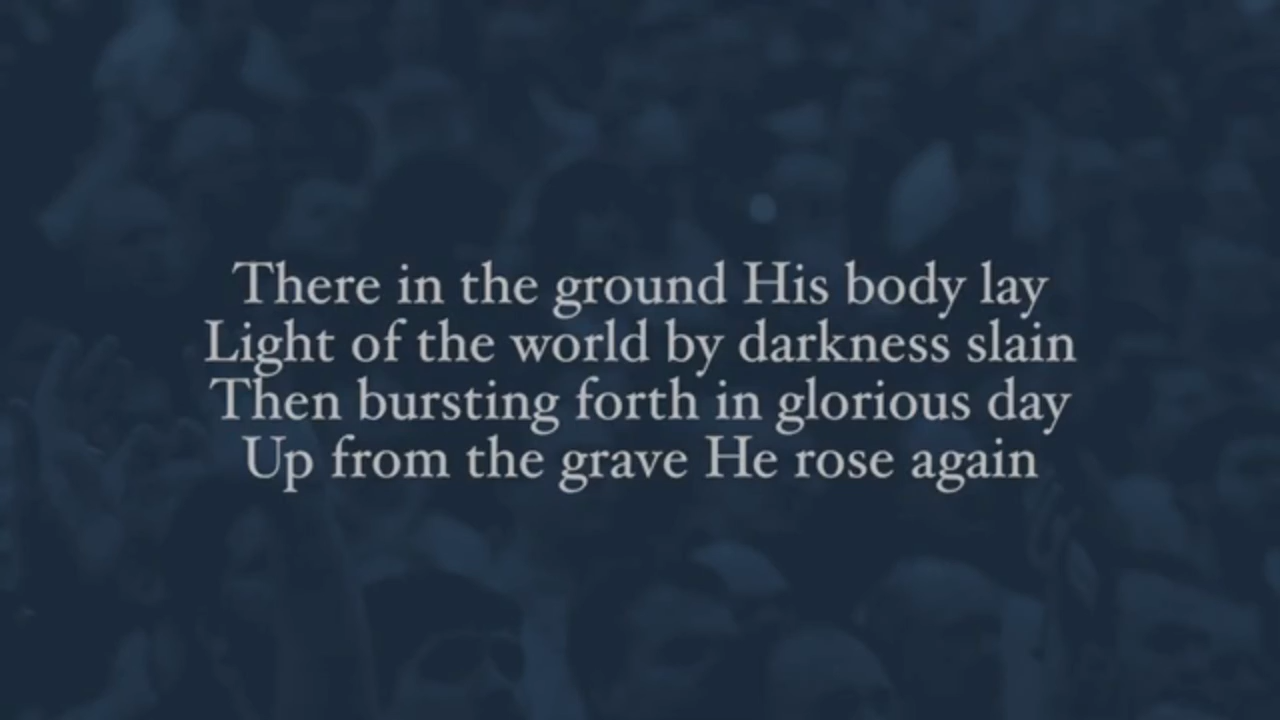 There in the ground His body lay
Light of the world by darkness slain
Then bursting forth in glorious day
Up from the grave He rose again